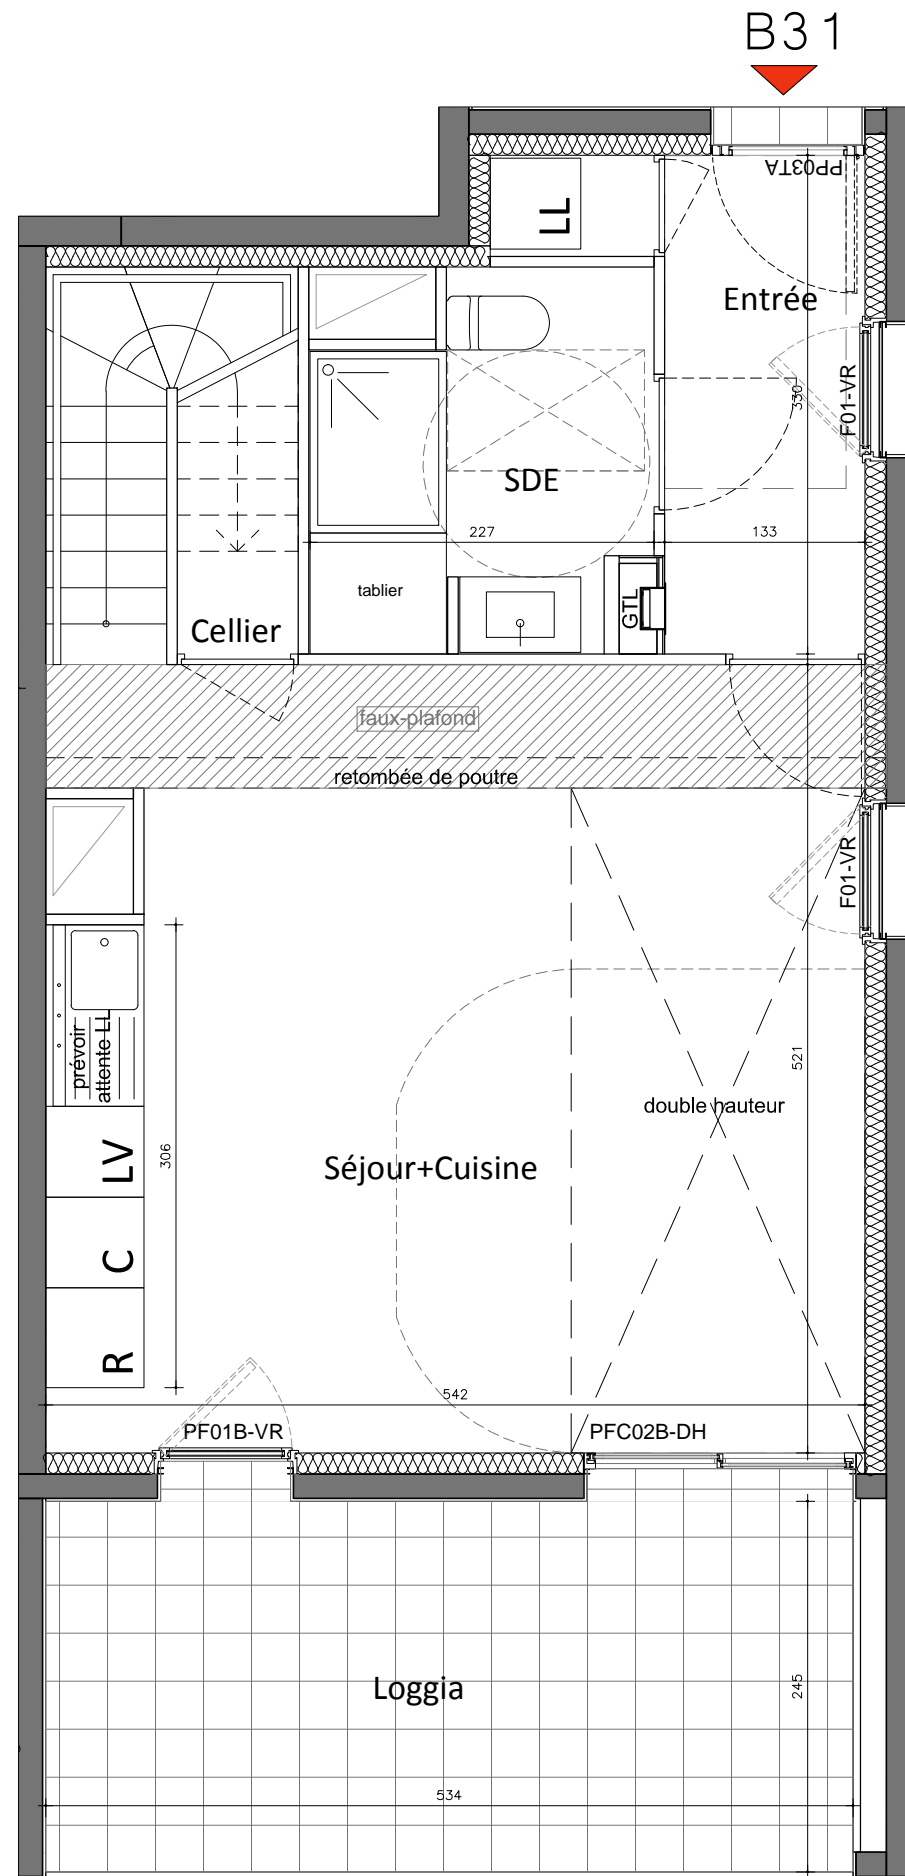 B31
PP03TA
LL
Entrée
F01-VR
330
SDE
227
133
tablier
GTL
Cellier
faux-plafond
retombée de poutre
F01-VR
prévoir
attente LL
521
double hauteur
LV
306
Séjour+Cuisine
C
R
542
PF01B-VR
PFC02B-DH
Loggia
245
534